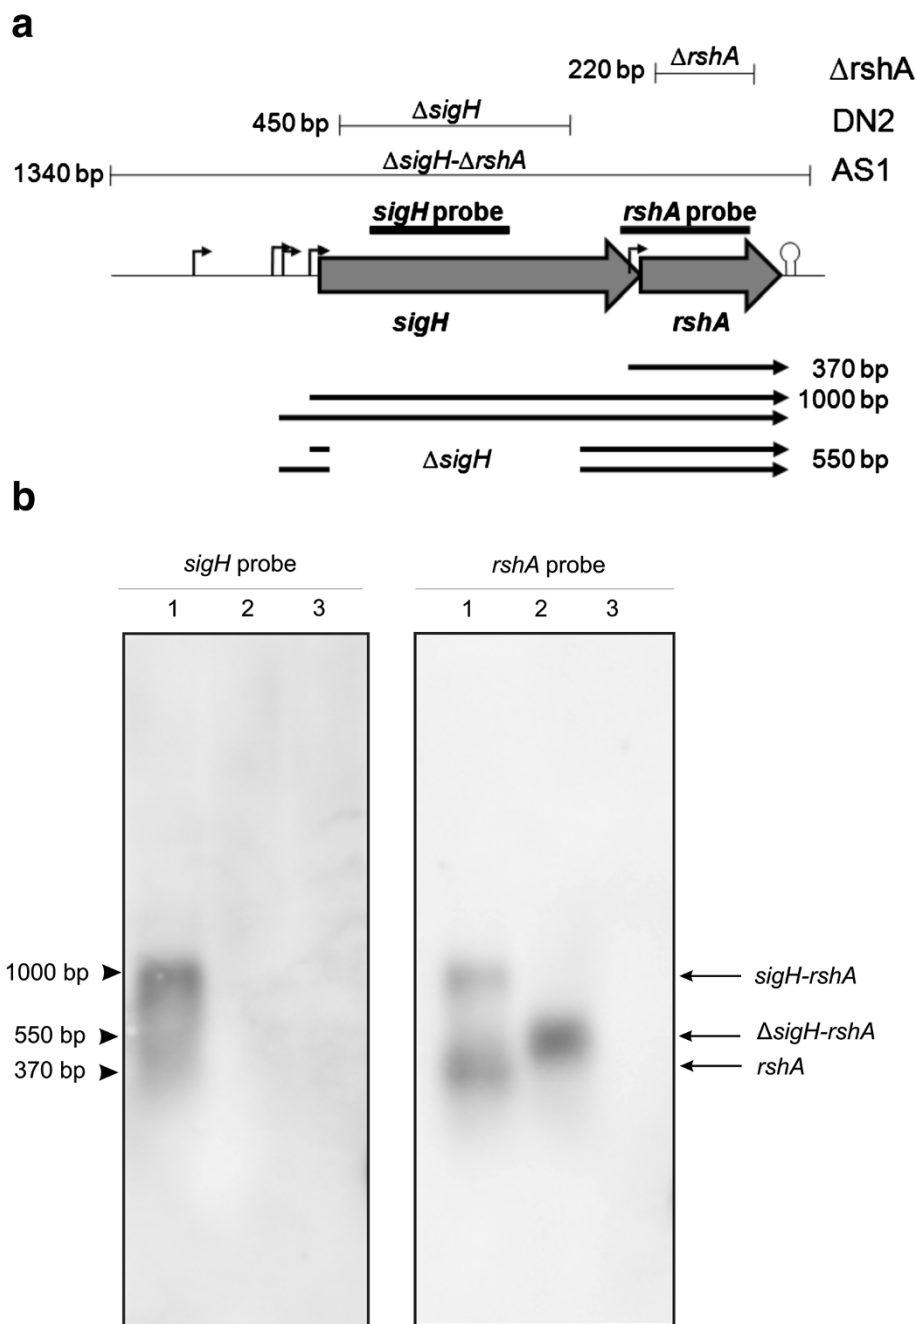 a
220 bp ΔrshA ΔrshA
450 bp ΔsigH DN2
1340 bp ΔsigH-ΔrshA AS1
sigH probe rshA probe
sigH rshA
370 bp
1000 bp
ΔsigH 550 bp
b
sigH probe rshA probe
1 2 3 1 2 3
1000 bp sigH-rshA
550 bp ΔsigH-rshA
370 bp rshA